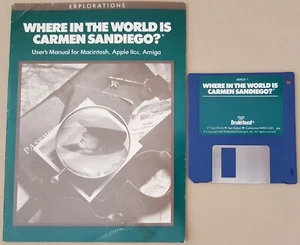 EXPLORATIONS
WHERE IN THE WORLD IS
CARMEN SANDIEGO?
User's Manual for Macintosh, Apple IIGS, Amiga
AMIGA
WHERE IN THE WORLD IS
CARMEN SANDIEGO?
Brøderbund